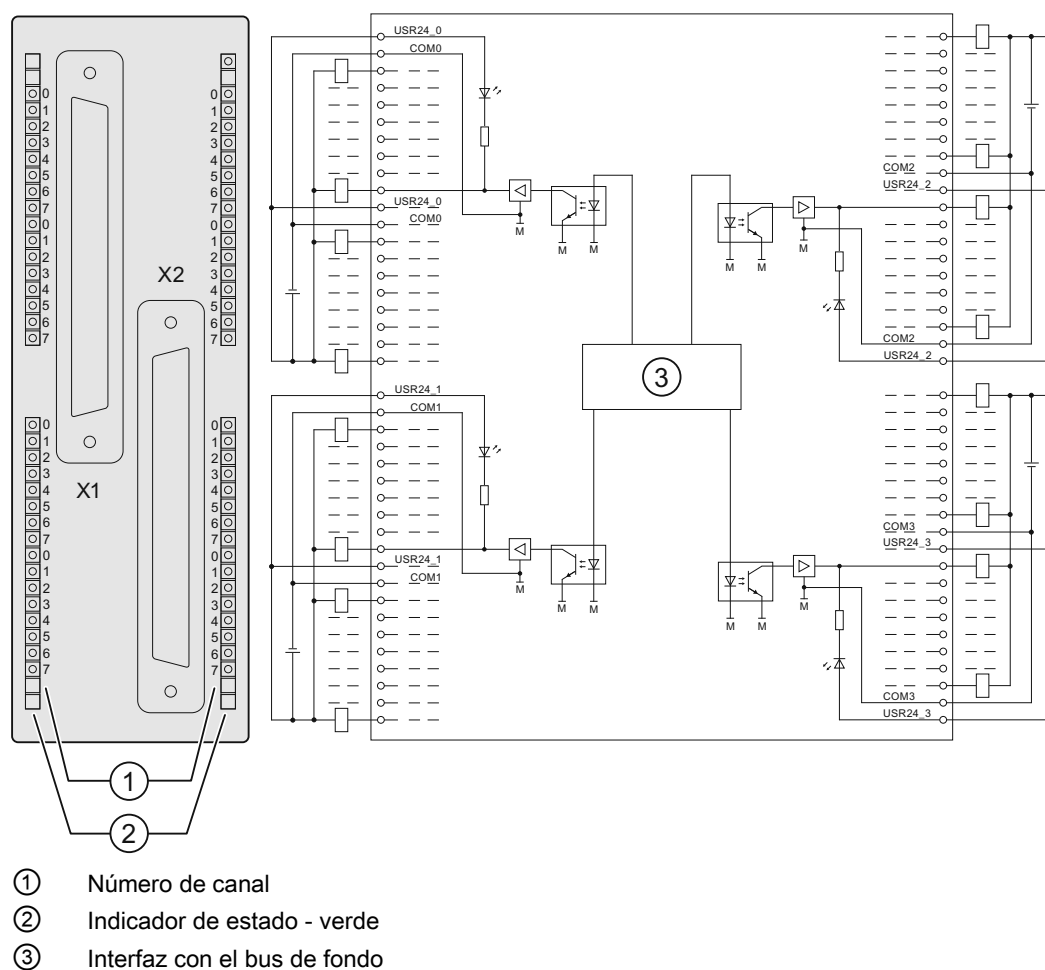 0
1
2
3
4
5
6
7
0
1
2
3
4
5
6
7
0
1
2
3
4
5
6
7
0
1
2
3
4
5
6
7
X1
X2
0
1
2
3
4
5
6
7
0
1
2
3
4
5
6
7
0
1
2
3
4
5
6
7
0
1
2
3
4
5
6
7
1
2
USR24_0
COM0
USR24_0
COM0
M
M
M
USR24_1
COM1
USR24_1
COM1
M
M
M
3
COM2
USR24_2
M
M
M
COM2
USR24_2
COM3
USR24_3
M
M
M
COM3
USR24_3
① Número de canal
② Indicador de estado - verde
③ Interfaz con el bus de fondo